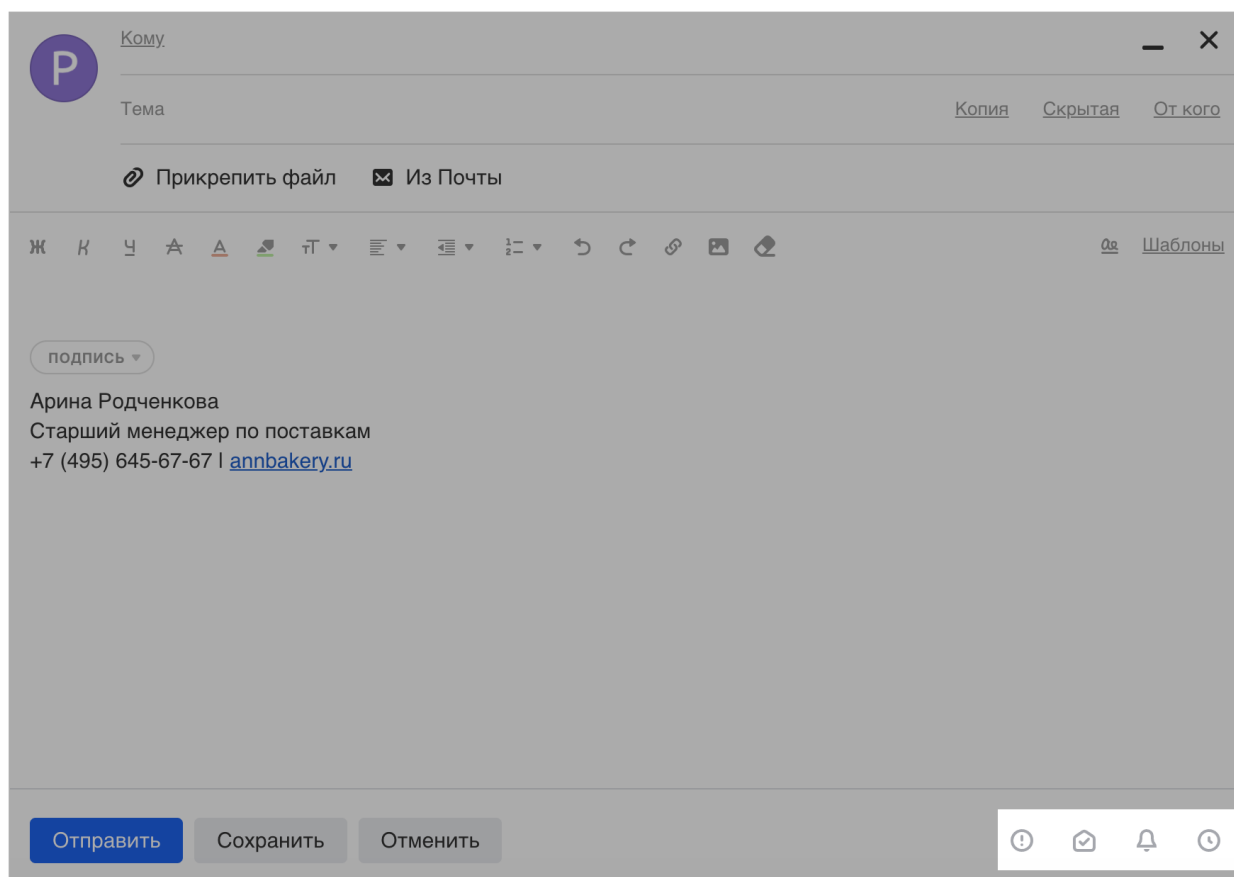 Р
Кому
Тема
Копия Скрытая От кого
Прикрепить файл Из Почты
Ж К Ч А А тТ Шаблоны
подпись
Арина Родченкова
Старший менеджер по поставкам
+7 (495) 645-67-67 | annbakery.ru
Отправить Сохранить Отменить